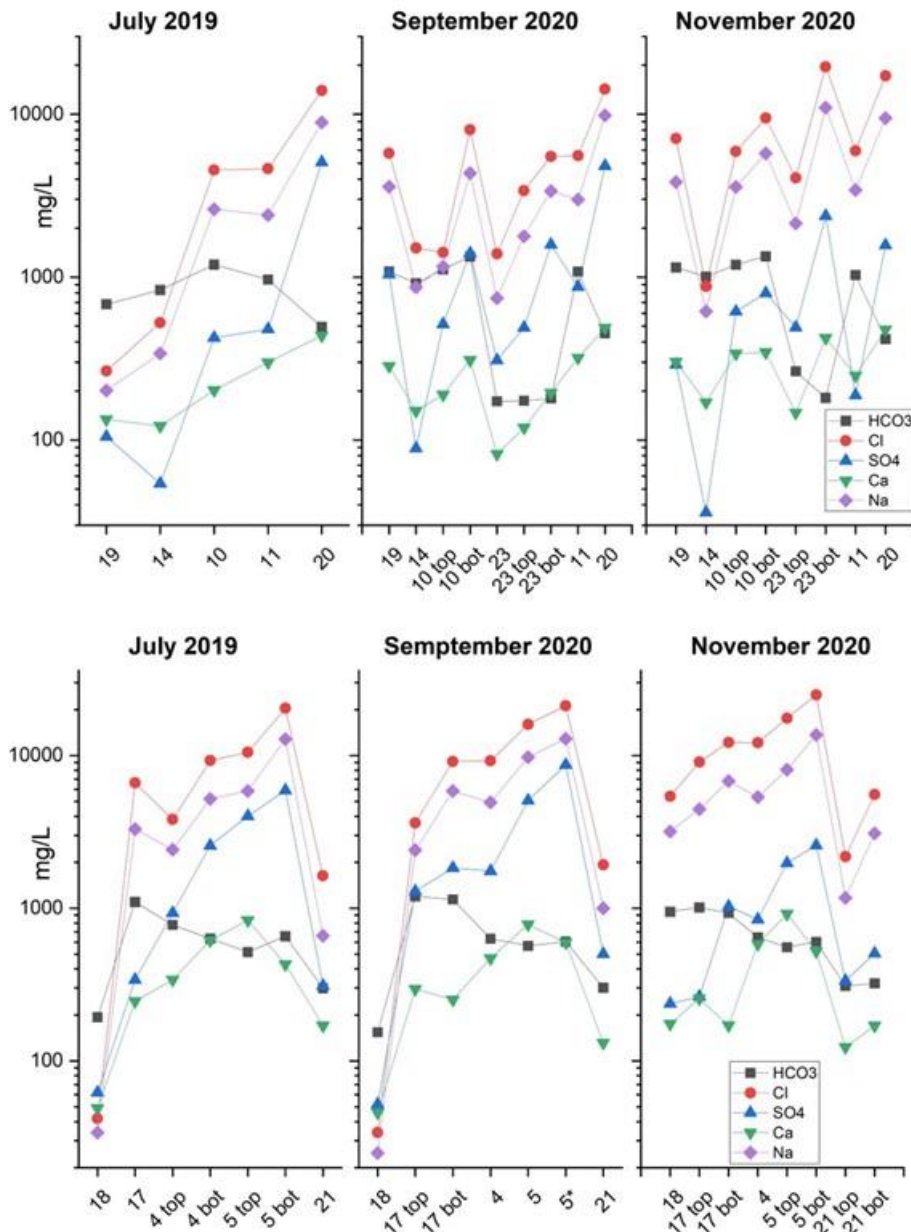 July 2019
September 2020
November 2020
mg/L
10000
1000
100
HCO3
Cl
SO4
Ca
Na
19
14
10
11
20
19
14
10 top
10 bot
23
23 top
23 bot
11
20
19
14
10 top
10 bot
23 top
23 bot
11
20
July 2019
Semptember 2020
November 2020
mg/L
10000
1000
100
HCO3
Cl
SO4
Ca
Na
18
17
4 top
4 bot
5 top
5 bot
21
18
17 top
17 bot
4
5
5*
21
18
17 top
17 bot
4
5 top
5 bot
21 top
21 bot